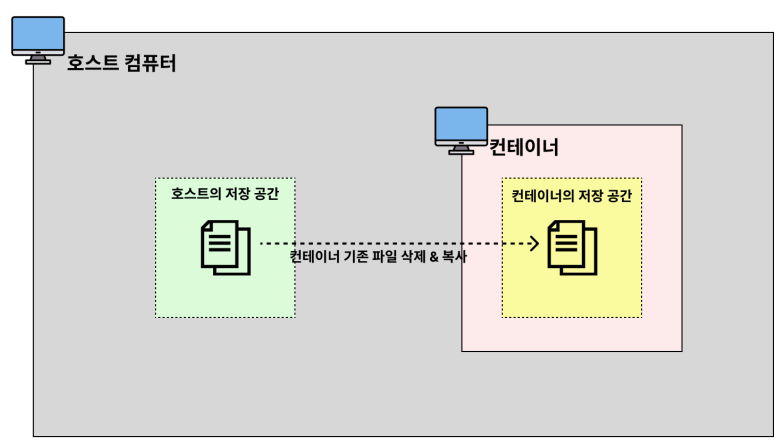 호스트 컴퓨터
컨테이너
호스트의 저장 공간
컨테이너의 저장 공간
컨테이너 기존 파일 삭제 & 복사